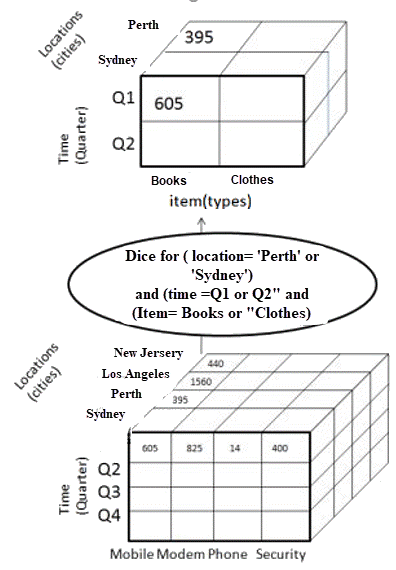 Locations
(cities)
Perth
395
Sydney
Time
(Quarter)
Q1
605
Q2
Books Clothes
item(types)
Dice for ( location= 'Perth' or
'Sydney')
and (time =Q1 or Q2" and
(Item= Books or "Clothes)
Locations
(cities)
New Jersery
440
Los Angeles
1560
Perth
395
Sydney
605 825 14 400
Time
(Quarter)
Q2
Q3
Q4
Mobile Modem Phone Security